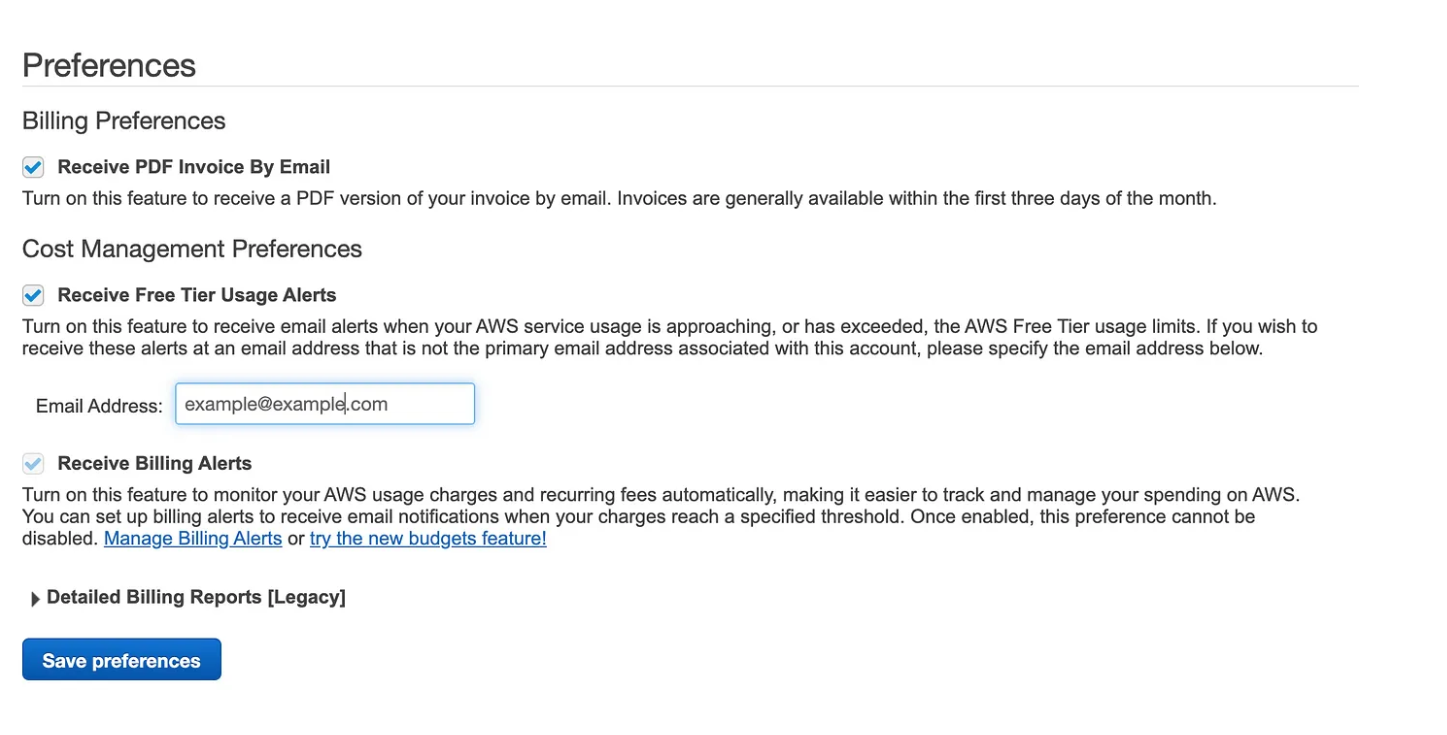 Preferences
Billing Preferences
Receive PDF Invoice By Email
Turn on this feature to receive a PDF version of your invoice by email. Invoices are generally available within the first three days of the month.
Cost Management Preferences
Receive Free Tier Usage Alerts
Turn on this feature to receive email alerts when your AWS service usage is approaching, or has exceeded, the AWS Free Tier usage limits. If you wish to
receive these alerts at an email address that is not the primary email address associated with this account, please specify the email address below.
Email Address: example@example.com
Receive Billing Alerts
Turn on this feature to monitor your AWS usage charges and recurring fees automatically, making it easier to track and manage your spending on AWS.
You can set up billing alerts to receive email notifications when your charges reach a specified threshold. Once enabled, this preference cannot be
disabled. Manage Billing Alerts or try the new budgets feature!
Detailed Billing Reports [Legacy]
Save preferences